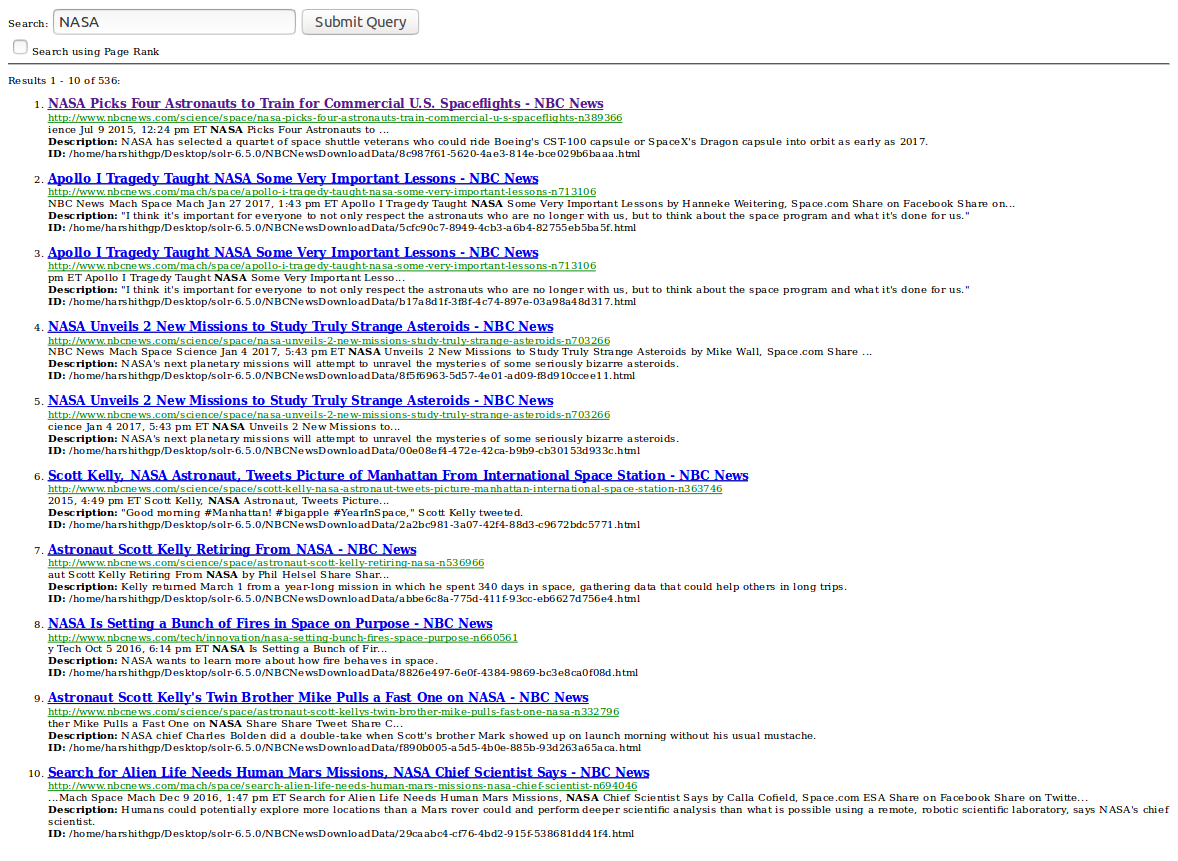 Search: NASA Submit Query
Search using Page Rank
Results 1 - 10 of 536:
1. NASA Picks Four Astronauts to Train for Commercial U.S. Spaceflights - NBC News
http://www.nbcnews.com/science/space/nasa-picks-four-astronauts-train-commercial-u-s-spaceflights-n389366
ience Jul 9 2015, 12:24 pm ET NASA Picks Four Astronauts to ...
Description: NASA has selected a quartet of space shuttle veterans who could ride Boeing's CST-100 capsule or SpaceX's Dragon capsule into orbit as early as 2017.
ID: /home/harshithgp/Desktop/solr-6.5.0/NBCNewsDownloadData/8c987f61-5620-4ae3-814e-bce029b6baaa.html
2. Apollo I Tragedy Taught NASA Some Very Important Lessons - NBC News
http://www.nbcnews.com/mach/space/apollo-i-tragedy-taught-nasa-some-very-important-lessons-n713106
NBC News Mach Space Mach Jan 27 2017, 1:43 pm ET Apollo I Tragedy Taught NASA Some Very Important Lessons by Hanneke Weitering, Space.com Share on Facebook Share on...
Description: "I think it's important for everyone to not only respect the astronauts who are no longer with us, but to think about the space program and what it's done for us."
ID: /home/harshithgp/Desktop/solr-6.5.0/NBCNewsDownloadData/5cfc90c7-8949-4cb3-a6b4-82755eb5ba5f.html
3. Apollo I Tragedy Taught NASA Some Very Important Lessons - NBC News
http://www.nbcnews.com/mach/space/apollo-i-tragedy-taught-nasa-some-very-important-lessons-n713106
pm ET Apollo I Tragedy Taught NASA Some Very Important Lesso...
Description: "I think it's important for everyone to not only respect the astronauts who are no longer with us, but to think about the space program and what it's done for us."
ID: /home/harshithgp/Desktop/solr-6.5.0/NBCNewsDownloadData/b17a8d1f-3f8f-4c74-897e-03a98a48d317.html
4. NASA Unveils 2 New Missions to Study Truly Strange Asteroids - NBC News
http://www.nbcnews.com/science/space/nasa-unveils-2-new-missions-study-truly-strange-asteroids-n703266
NBC News Mach Space Science Jan 4 2017, 5:43 pm ET NASA Unveils 2 New Missions to Study Truly Strange Asteroids by Mike Wall, Space.com Share ...
Description: NASA's next planetary missions will attempt to unravel the mysteries of some seriously bizarre asteroids.
ID: /home/harshithgp/Desktop/solr-6.5.0/NBCNewsDownloadData/8f5f6963-5d57-4e01-ad09-f8d910ccee11.html
5. NASA Unveils 2 New Missions to Study Truly Strange Asteroids - NBC News
http://www.nbcnews.com/science/space/nasa-unveils-2-new-missions-study-truly-strange-asteroids-n703266
cience Jan 4 2017, 5:43 pm ET NASA Unveils 2 New Missions to...
Description: NASA's next planetary missions will attempt to unravel the mysteries of some seriously bizarre asteroids.
ID: /home/harshithgp/Desktop/solr-6.5.0/NBCNewsDownloadData/00e08ef4-472e-42ca-b9b9-cb30153d933c.html
6. Scott Kelly, NASA Astronaut, Tweets Picture of Manhattan From International Space Station - NBC News
http://www.nbcnews.com/science/space/scott-kelly-nasa-astronaut-tweets-picture-manhattan-international-space-station-n363746
2015, 4:49 pm ET Scott Kelly, NASA Astronaut, Tweets Picture...
Description: "Good morning #Manhattan! #bigapple #YearInSpace," Scott Kelly tweeted.
ID: /home/harshithgp/Desktop/solr-6.5.0/NBCNewsDownloadData/2a2bc981-3a07-42f4-88d3-c9672bdc5771.html
7. Astronaut Scott Kelly Retiring From NASA - NBC News
http://www.nbcnews.com/science/space/astronaut-scott-kelly-retiring-nasa-n536966
aut Scott Kelly Retiring From NASA by Phil Helsel Share Shar...
Description: Kelly returned March 1 from a year-long mission in which he spent 340 days in space, gathering data that could help others in long trips.
ID: /home/harshithgp/Desktop/solr-6.5.0/NBCNewsDownloadData/abbe6c8a-775d-411f-93cc-eb6627d756e4.html
8. NASA Is Setting a Bunch of Fires in Space on Purpose - NBC News
http://www.nbcnews.com/tech/innovation/nasa-setting-bunch-fires-space-purpose-n660561
y Tech Oct 5 2016, 6:14 pm ET NASA Is Setting a Bunch of Fir...
Description: NASA wants to learn more about how fire behaves in space.
ID: /home/harshithgp/Desktop/solr-6.5.0/NBCNewsDownloadData/8826e497-6e0f-4384-9869-bc3e8ca0f08d.html
9. Astronaut Scott Kelly's Twin Brother Mike Pulls a Fast One on NASA - NBC News
http://www.nbcnews.com/science/space/astronaut-scott-kellys-twin-brother-mike-pulls-fast-one-nasa-n332796
ther Mike Pulls a Fast One on NASA Share Share Tweet Share C...
Description: NASA chief Charles Bolden did a double-take when Scott's brother Mark showed up on launch morning without his usual mustache.
ID: /home/harshithgp/Desktop/solr-6.5.0/NBCNewsDownloadData/f890b005-a5d5-4b0e-885b-93d263a65aca.html
10. Search for Alien Life Needs Human Mars Missions, NASA Chief Scientist Says - NBC News
http://www.nbcnews.com/mach/space/search-alien-life-needs-human-mars-missions-nasa-chief-scientist-n694046
...Mach Space Mach Dec 9 2016, 1:47 pm ET Search for Alien Life Needs Human Mars Missions, NASA Chief Scientist Says by Calla Cofield, Space.com ESA Share on Facebook Share on Twitte...
Description: Humans could potentially explore more locations than a Mars rover could and perform deeper scientific analysis than what is possible using a remote, robotic scientific laboratory, says NASA's chief
scientist.
ID: /home/harshithgp/Desktop/solr-6.5.0/NBCNewsDownloadData/29caabc4-cf76-4bd2-915f-538681dd41f4.html